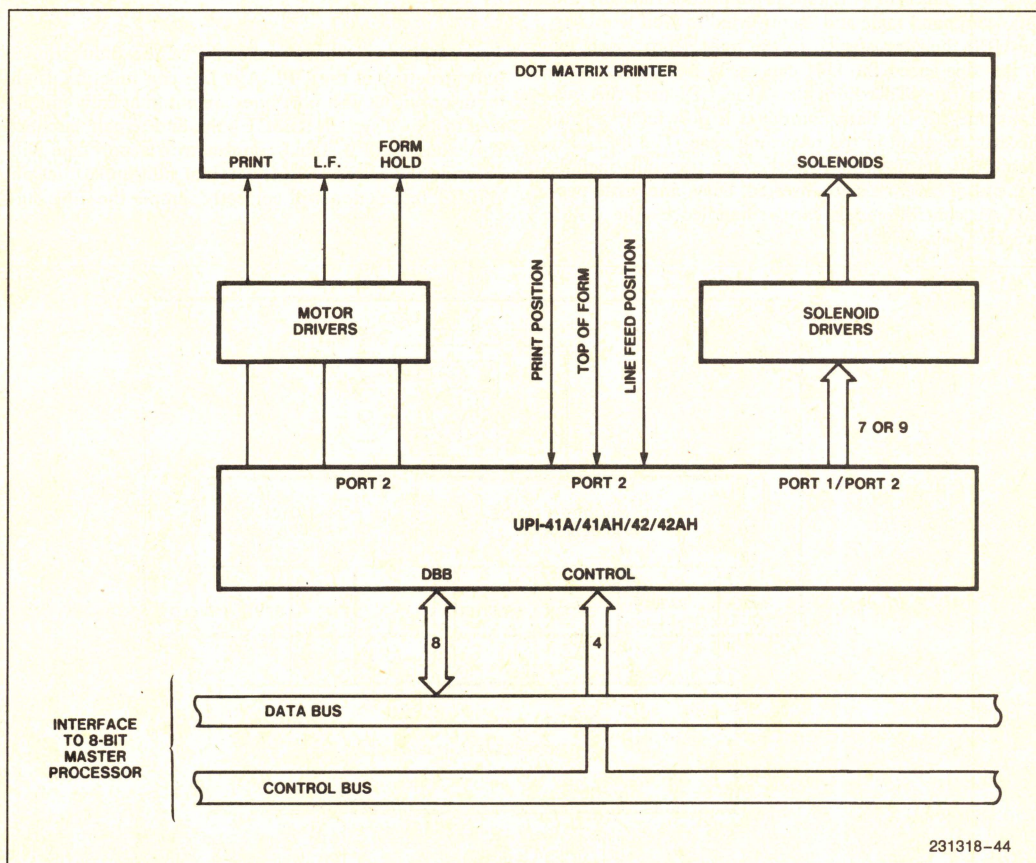 DOT MATRIX PRINTER
PRINT
L.F.
FORM
HOLD
SOLENOIDS
MOTOR
DRIVERS
PRINT POSITION
TOP OF FORM
LINE FEED POSITION
SOLENOID
DRIVERS
7 OR 9
PORT 2
PORT 2
PORT 1/PORT 2
UPI-41A/41AH/42/42AH
DBB
CONTROL
8
4
INTERFACE
TO 8-BIT
MASTER
PROCESSOR
DATA BUS
CONTROL BUS
231318-44